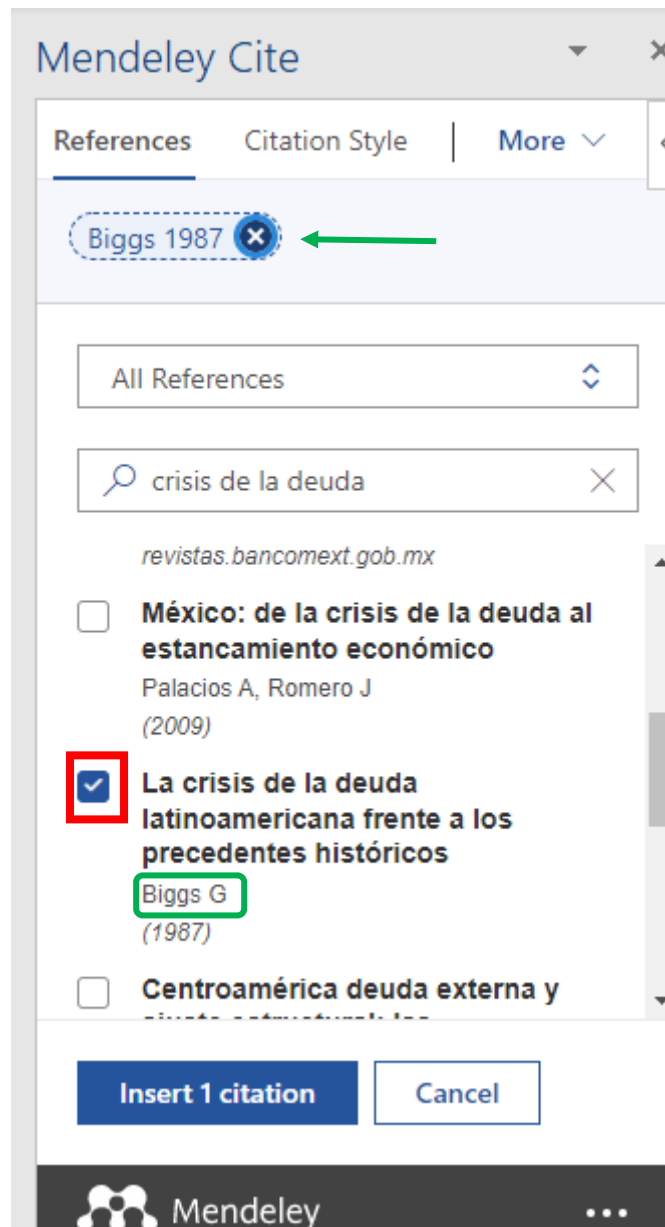 Mendeley Cite
References Citation Style More
Biggs 1987
All References
crisis de la deuda
revistas.bancomext.gob.mx
México: de la crisis de la deuda al
estancamiento económico
Palacios A, Romero J
(2009)
La crisis de la deuda
latinoamericana frente a los
precedentes históricos
Biggs G
(1987)
Centroamérica deuda externa y
Insert 1 citation Cancel
Mendeley